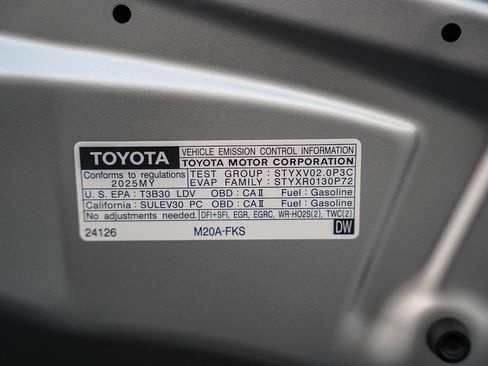 TOYOTA
VEHICLE EMISSION CONTROL INFORMATION
TOYOTA MOTOR CORPORATION
Conforms to regulations
2025MY
TEST GROUP : STYXV02.0P3C
EVAP FAMILY : STYXR0130P72
U.S. EPA : T3B30 LDV OBD : CAⅡ Fuel : Gasoline
California : SULEV30 PC OBD : CAⅡ Fuel : Gasoline
No adjustments needed. DFI+SFI, EGR, EGRC, WR-HO2S(2), TWC(2)
24126 M20A-FKS DW